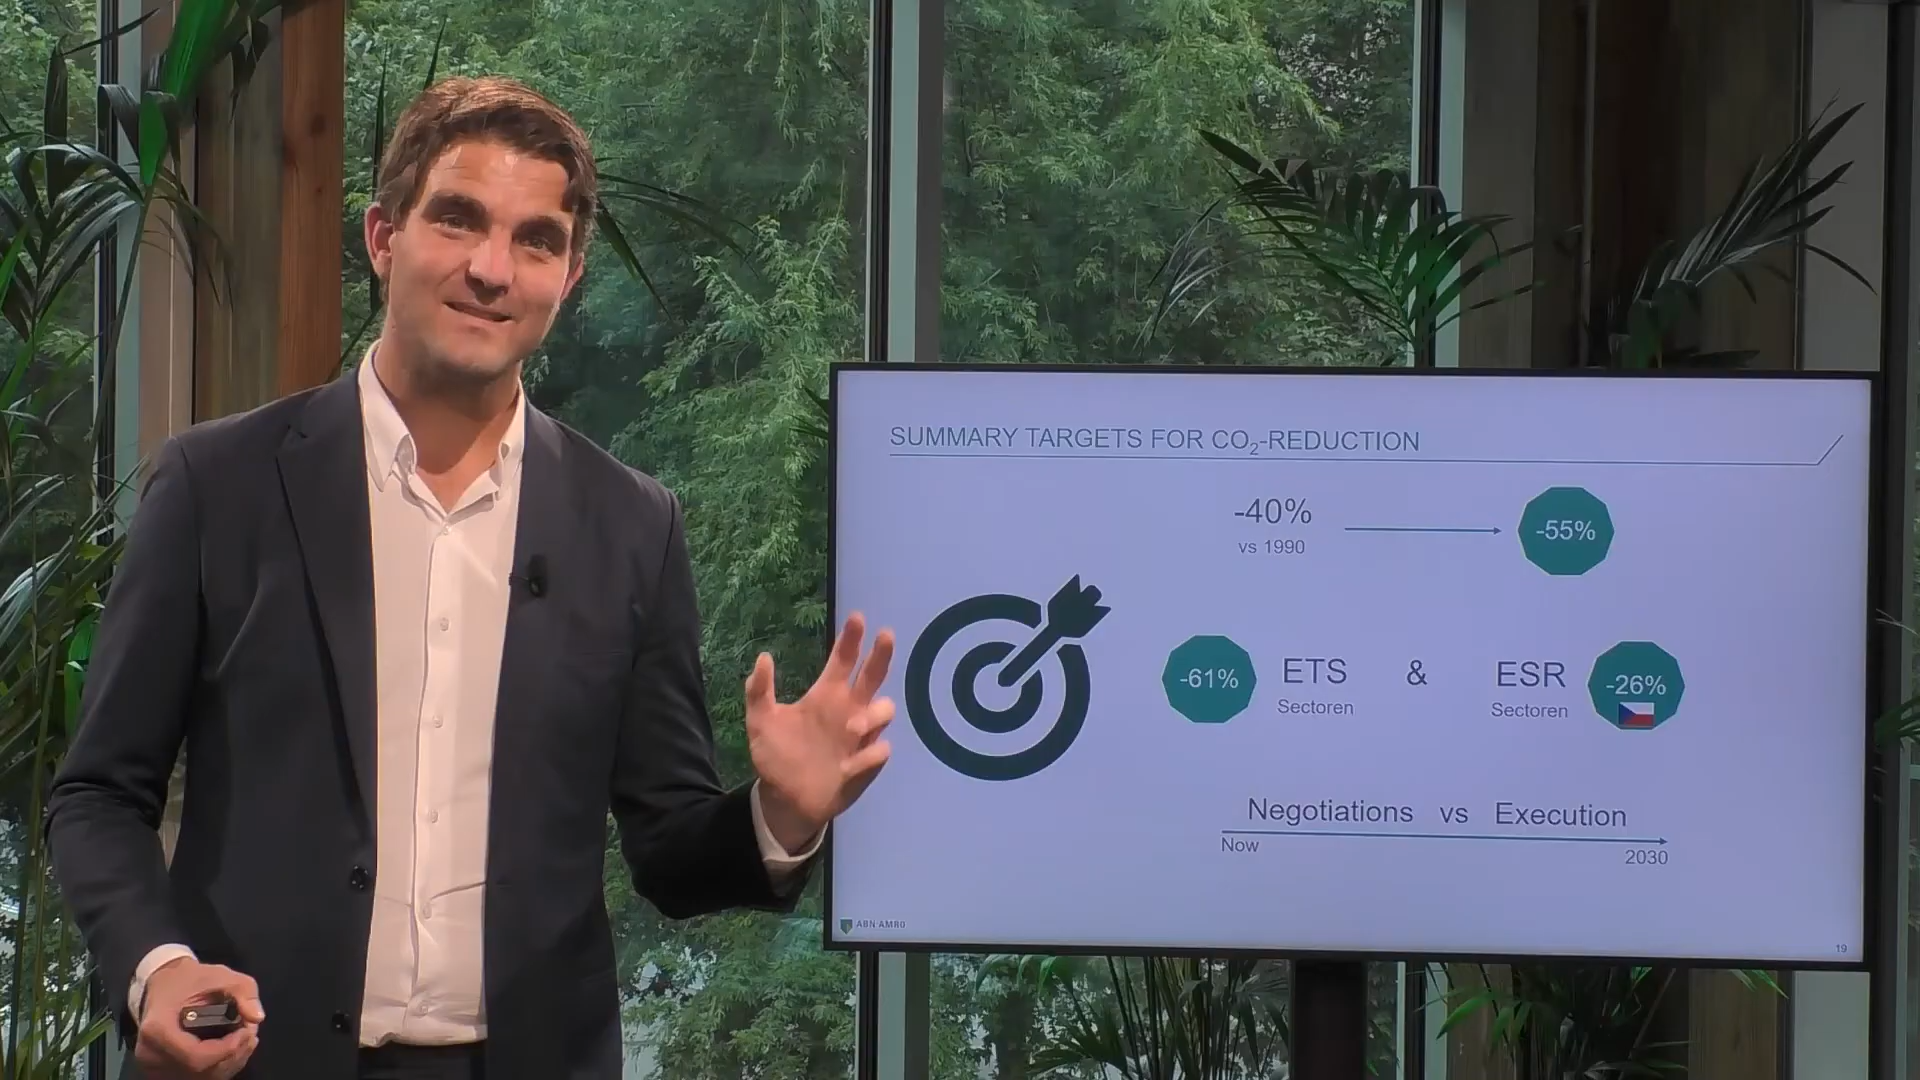 SUMMARY TARGETS FOR CO₂-REDUCTION
-40%
vs 1990
-55%
-61%
ETS
Sectoren
&
ESR
Sectoren
-26%
Negotiations vs Execution
Now
2030
ABN·AMRO
19